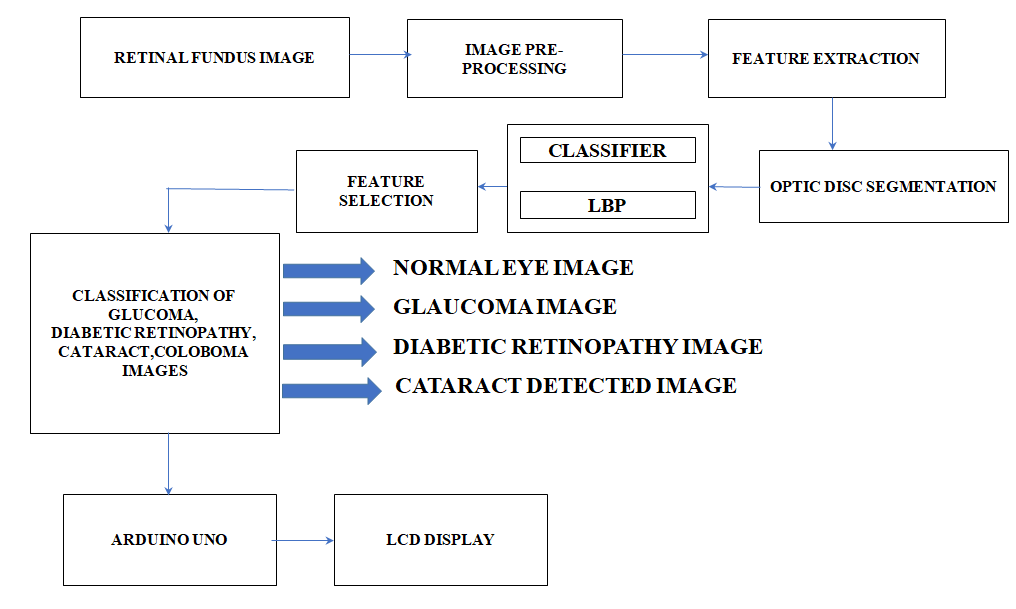 RETINAL FUNDUS IMAGE
IMAGE PRE-
PROCESSING
FEATURE EXTRACTION
OPTIC DISC SEGMENTATION
CLASSIFIER
LBP
FEATURE
SELECTION
CLASSIFICATION OF
GLUCOMA,
DIABETIC RETINOPATHY,
CATARACT,COLOBOMA
IMAGES
NORMAL EYE IMAGE
GLAUCOMA IMAGE
DIABETIC RETINOPATHY IMAGE
CATARACT DETECTED IMAGE
ARDUINO UNO
LCD DISPLAY